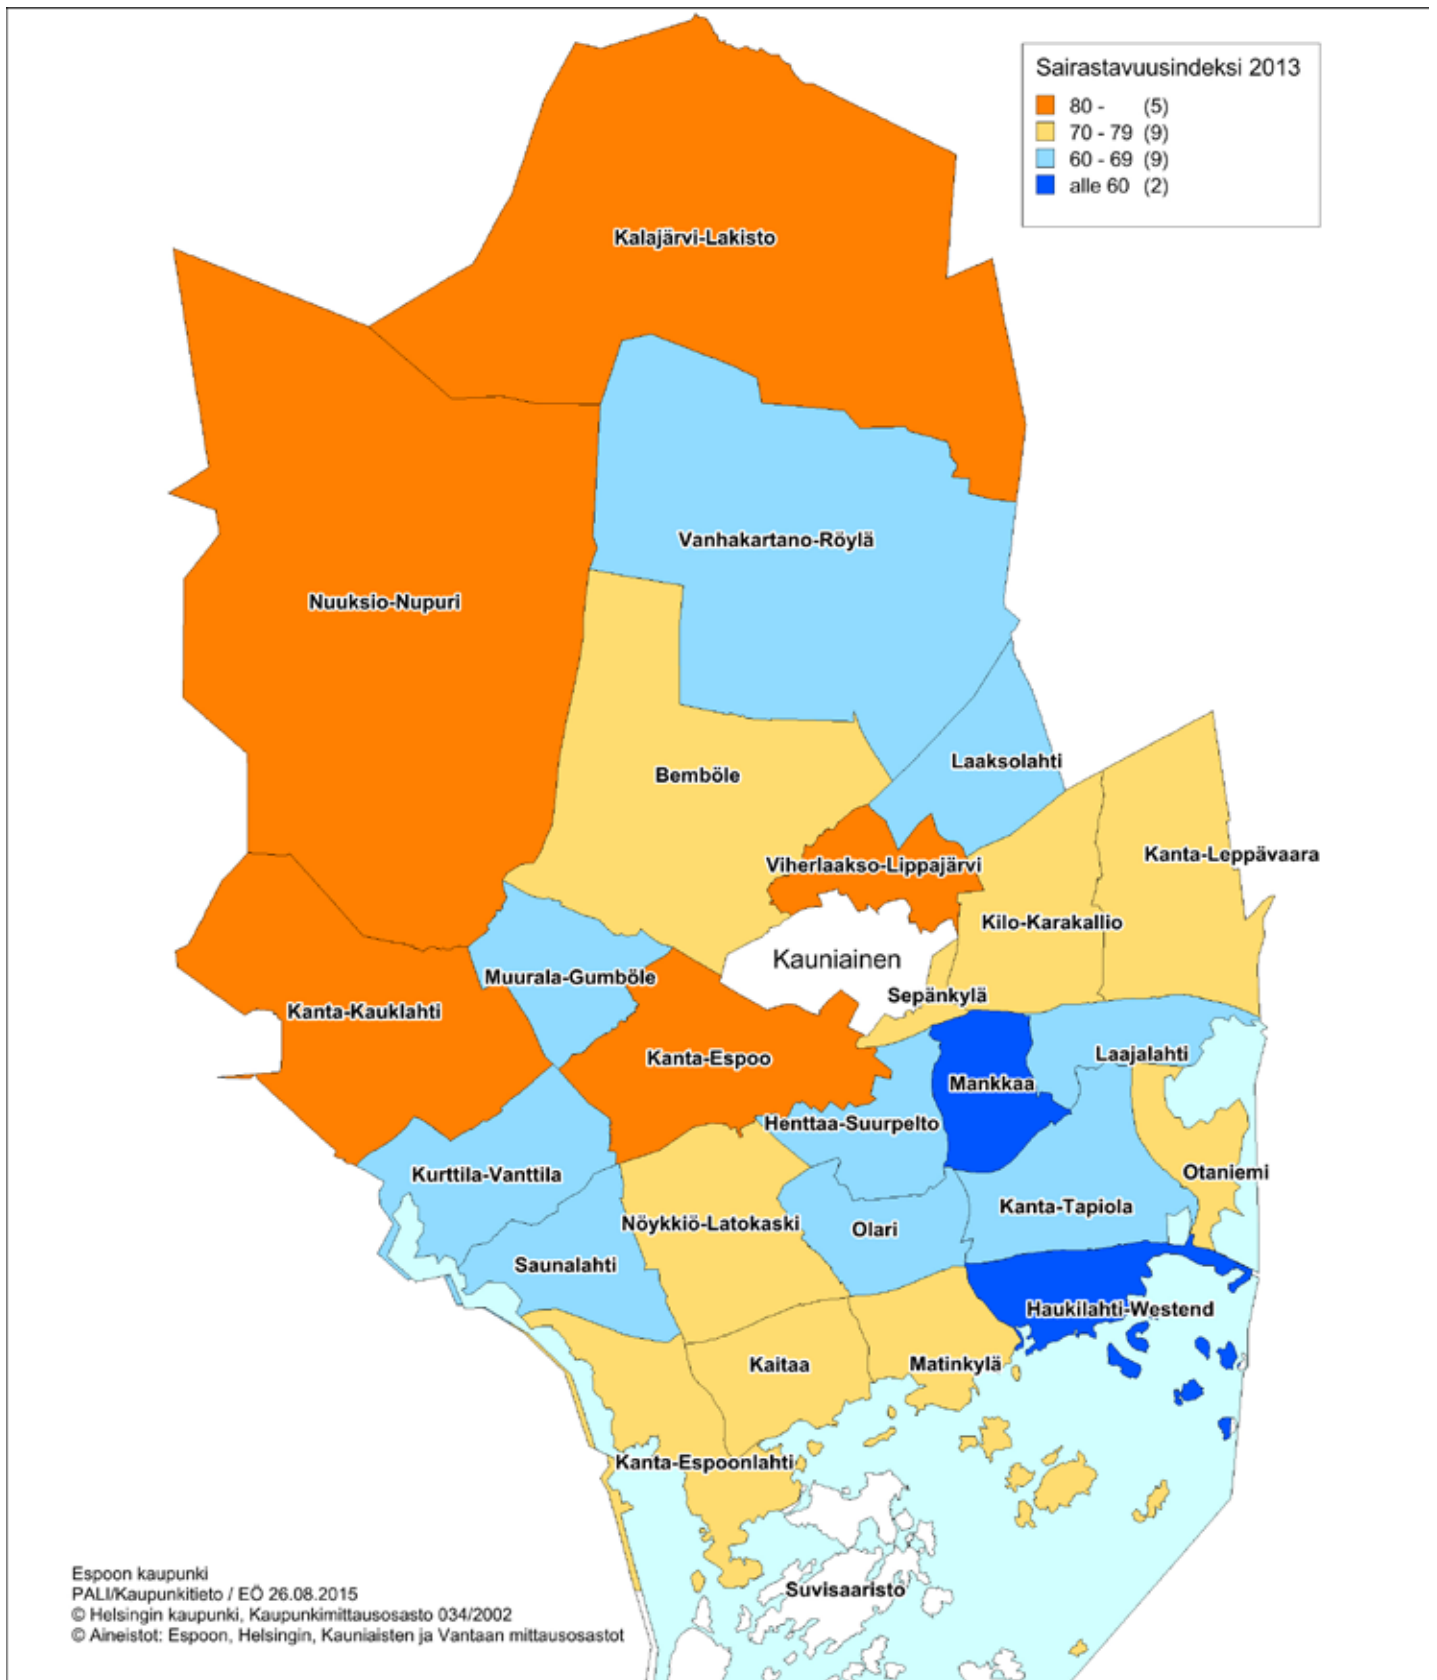 Sairastavuusindeksi 2013
80 - (5)
70 - 79 (9)
60 - 69 (9)
alle 60 (2)
Kalajärvi-Lakisto
Vanhakartano-Röylä
Nuuksio-Nupuri
Laaksolahti
Bemböle
Kanta-Leppävaara
Viherlaakso-Lippajärvi
Kilo-Karakallio
Kauniainen
Muurala-Gumböle
Sepänkylä
Kanta-Kauklahti
Kanta-Espoo
Laajalahti
Mankkaa
Henttaa-Suurpelto
Otaniemi
Kurttila-Vanttila
Kanta-Tapiola
Nöykkiö-Latokaski
Olari
Saunalahti
Haukilahti-Westend
Kaitaa
Matinkylä
Kanta-Espoonlahti
Suvisaaristo
Espoon kaupunki
PALI/Kaupunkitieto / EÖ 26.08.2015
© Helsingin kaupunki, Kaupunkimittausosasto 034/2002
© Aineistot: Espoon, Helsingin, Kauniaisten ja Vantaan mittausosastot